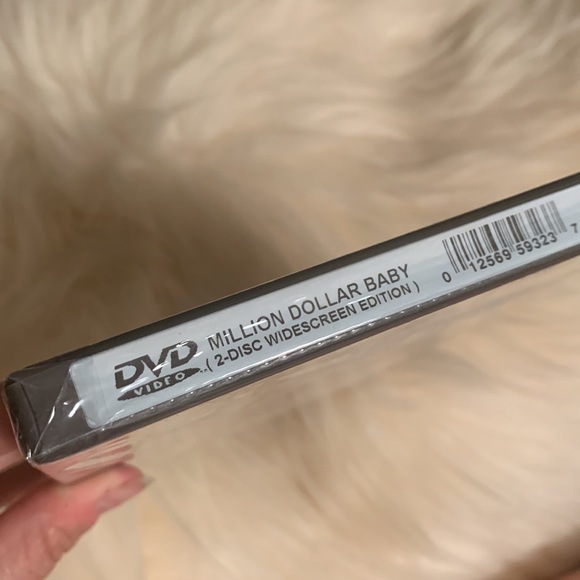 DVD
VIDEO
MILLION DOLLAR BABY
( 2-DISC WIDESCREEN EDITION )
0 12569 59323 7